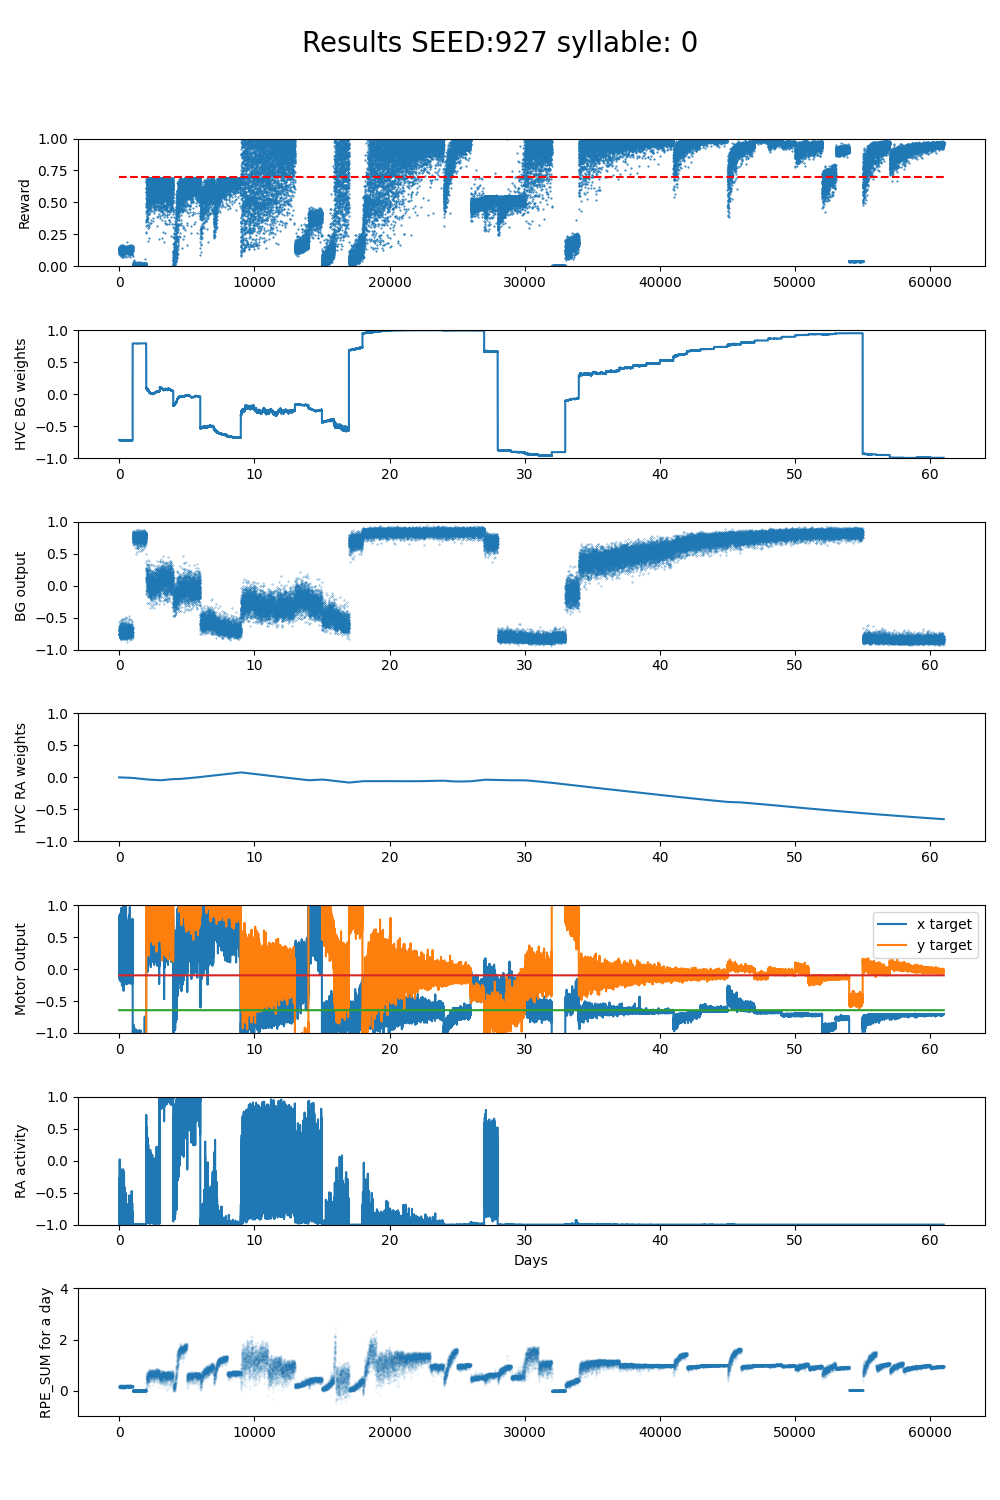 Results SEED:927 syllable: 0
Reward
1.00
0.75
0.50
0.25
0.00
0 10000 20000 30000 40000 50000 60000
HVC BG weights
1.0
0.5
0.0
−0.5
−1.0
0 10 20 30 40 50 60
BG output
1.0
0.5
0.0
−0.5
−1.0
0 10 20 30 40 50 60
HVC RA weights
1.0
0.5
0.0
−0.5
−1.0
0 10 20 30 40 50 60
Motor Output
1.0
0.5
0.0
−0.5
−1.0
x target
y target
0 10 20 30 40 50 60
RA activity
1.0
0.5
0.0
−0.5
−1.0
0 10 20 30 40 50 60
Days
RPE_SUM for a day
4
2
0
0 10000 20000 30000 40000 50000 60000